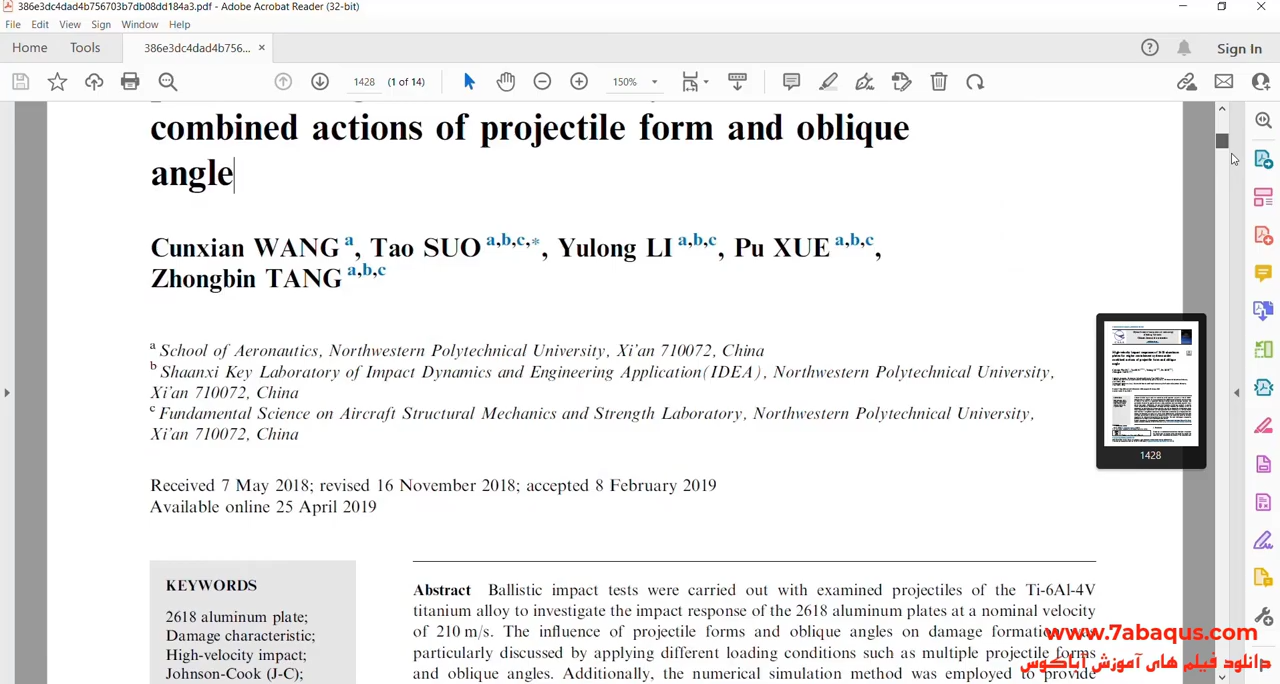 386e3dc4dad4b756703b7db08dd184a3.pdf - Adobe Acrobat Reader (32-bit)
File Edit View Sign Window Help
Home Tools 386e3dc4dad4b756... × Sign In
1428 (1 of 14) 150%
combined actions of projectile form and oblique
angle
Cunxian WANG a, Tao SUO a,b,c,*, Yulong LI a,b,c, Pu XUE a,b,c,
Zhongbin TANG a,b,c
a School of Aeronautics, Northwestern Polytechnical University, Xi'an 710072, China
b Shaanxi Key Laboratory of Impact Dynamics and Engineering Application(IDEA), Northwestern Polytechnical University,
Xi'an 710072, China
c Fundamental Science on Aircraft Structural Mechanics and Strength Laboratory, Northwestern Polytechnical University,
Xi'an 710072, China
1428
Received 7 May 2018; revised 16 November 2018; accepted 8 February 2019
Available online 25 April 2019
KEYWORDS
2618 aluminum plate;
Damage characteristic;
High-velocity impact;
Johnson-Cook (J-C);
Abstract Ballistic impact tests were carried out with examined projectiles of the Ti-6Al-4V
titanium alloy to investigate the impact response of the 2618 aluminum plates at a nominal velocity
of 210 m/s. The influence of projectile forms and oblique angles on damage formation was
particularly discussed by applying different loading conditions such as multiple projectile forms
and oblique angles. Additionally, the numerical simulation method was employed to provide
www.7abaqus.com
دانلود فیلم های آموزش آباکوس